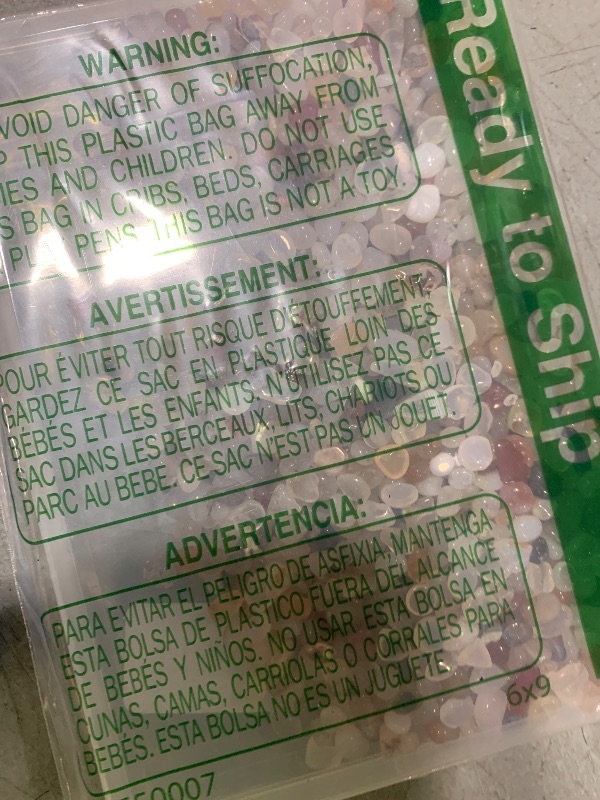 WARNING:
VOID DANGER OF SUFFOCATION,
P THIS PLASTIC BAG AWAY FROM
IES AND CHILDREN. DO NOT USE
S BAG IN CRIBS, BEDS, CARRIAGES
PLAY PENS. THIS BAG IS NOT A TOY.
AVERTISSEMENT:
POUR ÉVITER TOUT RISQUE D'ÉTOUFFEMENT,
GARDEZ CE SAC EN PLASTIQUE LOIN DES
BÉBÉS ET LES ENFANTS. N'UTILISEZ PAS CE
SAC DANS LES BERCEAUX, LITS, CHARIOTS OU
PARC AU BEBE. CE SAC N'EST PAS UN JOUET.
ADVERTENCIA:
PARA EVITAR EL PELIGRO DE ASFIXIA, MANTENGA
ESTA BOLSA DE PLASTICO FUERA DEL ALCANCE
DE BEBÉS Y NIÑOS. NO USAR ESTA BOLSA EN
CUNAS, CAMAS, CARRIOLAS O CORRALES PARA
BEBÉS. ESTA BOLSA NO ES UN JUGUETE.
6x9
50007
Ready to Ship